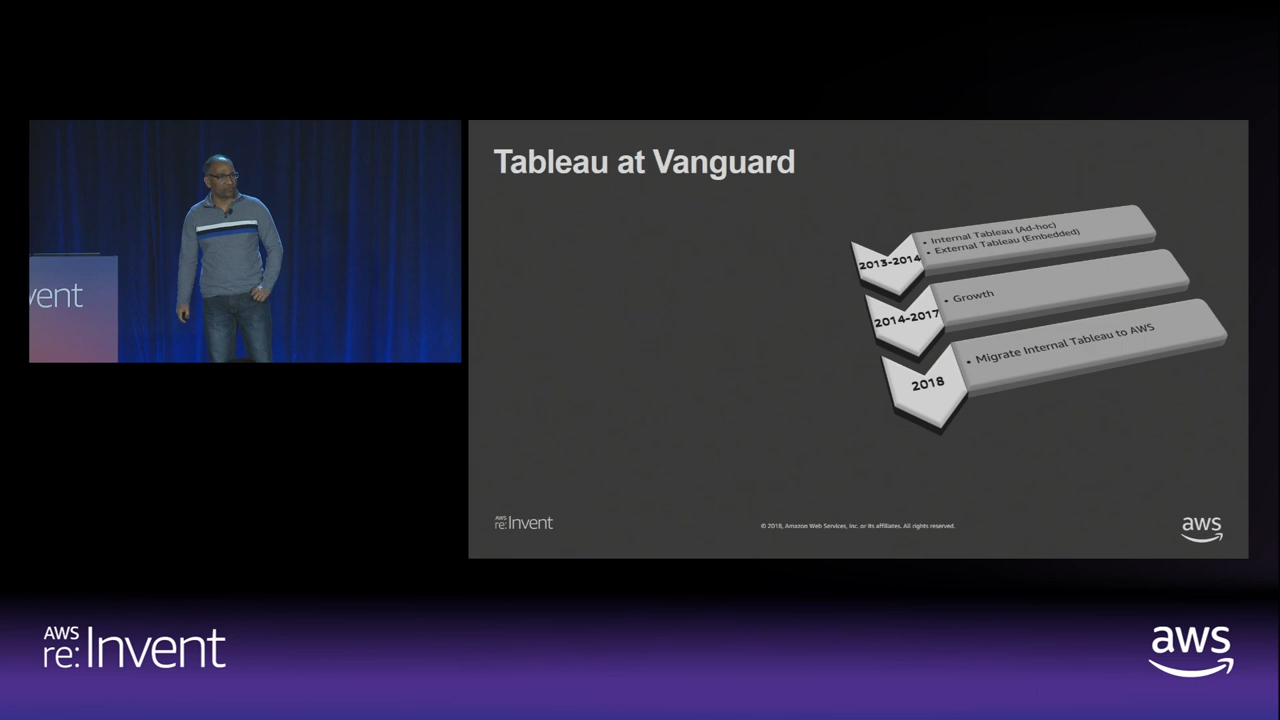 vent
Tableau at Vanguard
2013-2014
• Internal Tableau (Ad-hoc)
• External Tableau (Embedded)
2014-2017
• Growth
2018
• Migrate Internal Tableau to AWS
AWS
re:Invent
© 2018, Amazon Web Services, Inc. or its affiliates. All rights reserved.
aws
AWS
re:Invent
aws